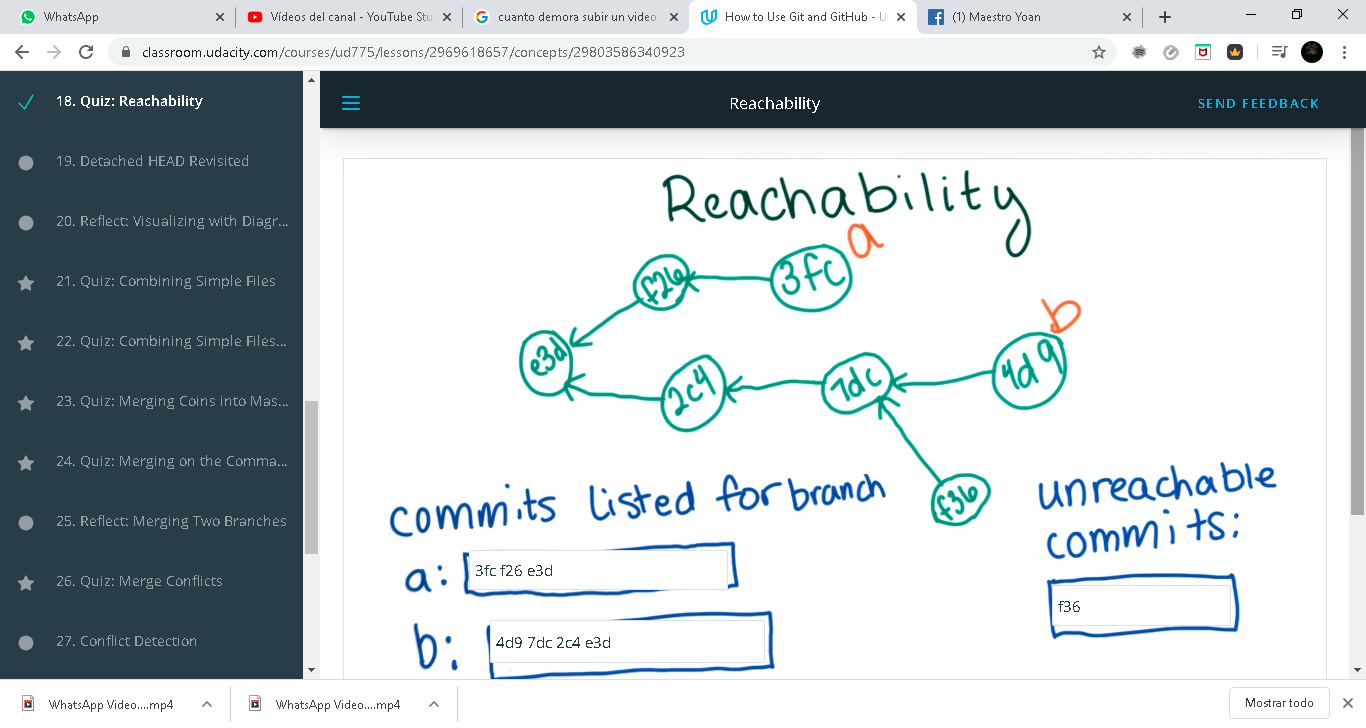 WhatsApp
Vídeos del canal - YouTube Stu
cuanto demora subir un video
How to Use Git and GitHub - U
(1) Maestro Yoan
classroom.udacity.com/courses/ud775/lessons/2969618657/concepts/29803586340923
18. Quiz: Reachability
19. Detached HEAD Revisited
20. Reflect: Visualizing with Diagr...
21. Quiz: Combining Simple Files
22. Quiz: Combining Simple Files...
23. Quiz: Merging Coins into Mas...
24. Quiz: Merging on the Comma...
25. Reflect: Merging Two Branches
26. Quiz: Merge Conflicts
27. Conflict Detection
Reachability
SEND FEEDBACK
Reachability
a
f26
3fc
b
e3d
2c4
7dc
4d9
f36
commits listed for branch
a: 3fc f26 e3d
b: 4d9 7dc 2c4 e3d
unreachable
commits:
f36
WhatsApp Video....mp4
WhatsApp Video....mp4
Mostrar todo